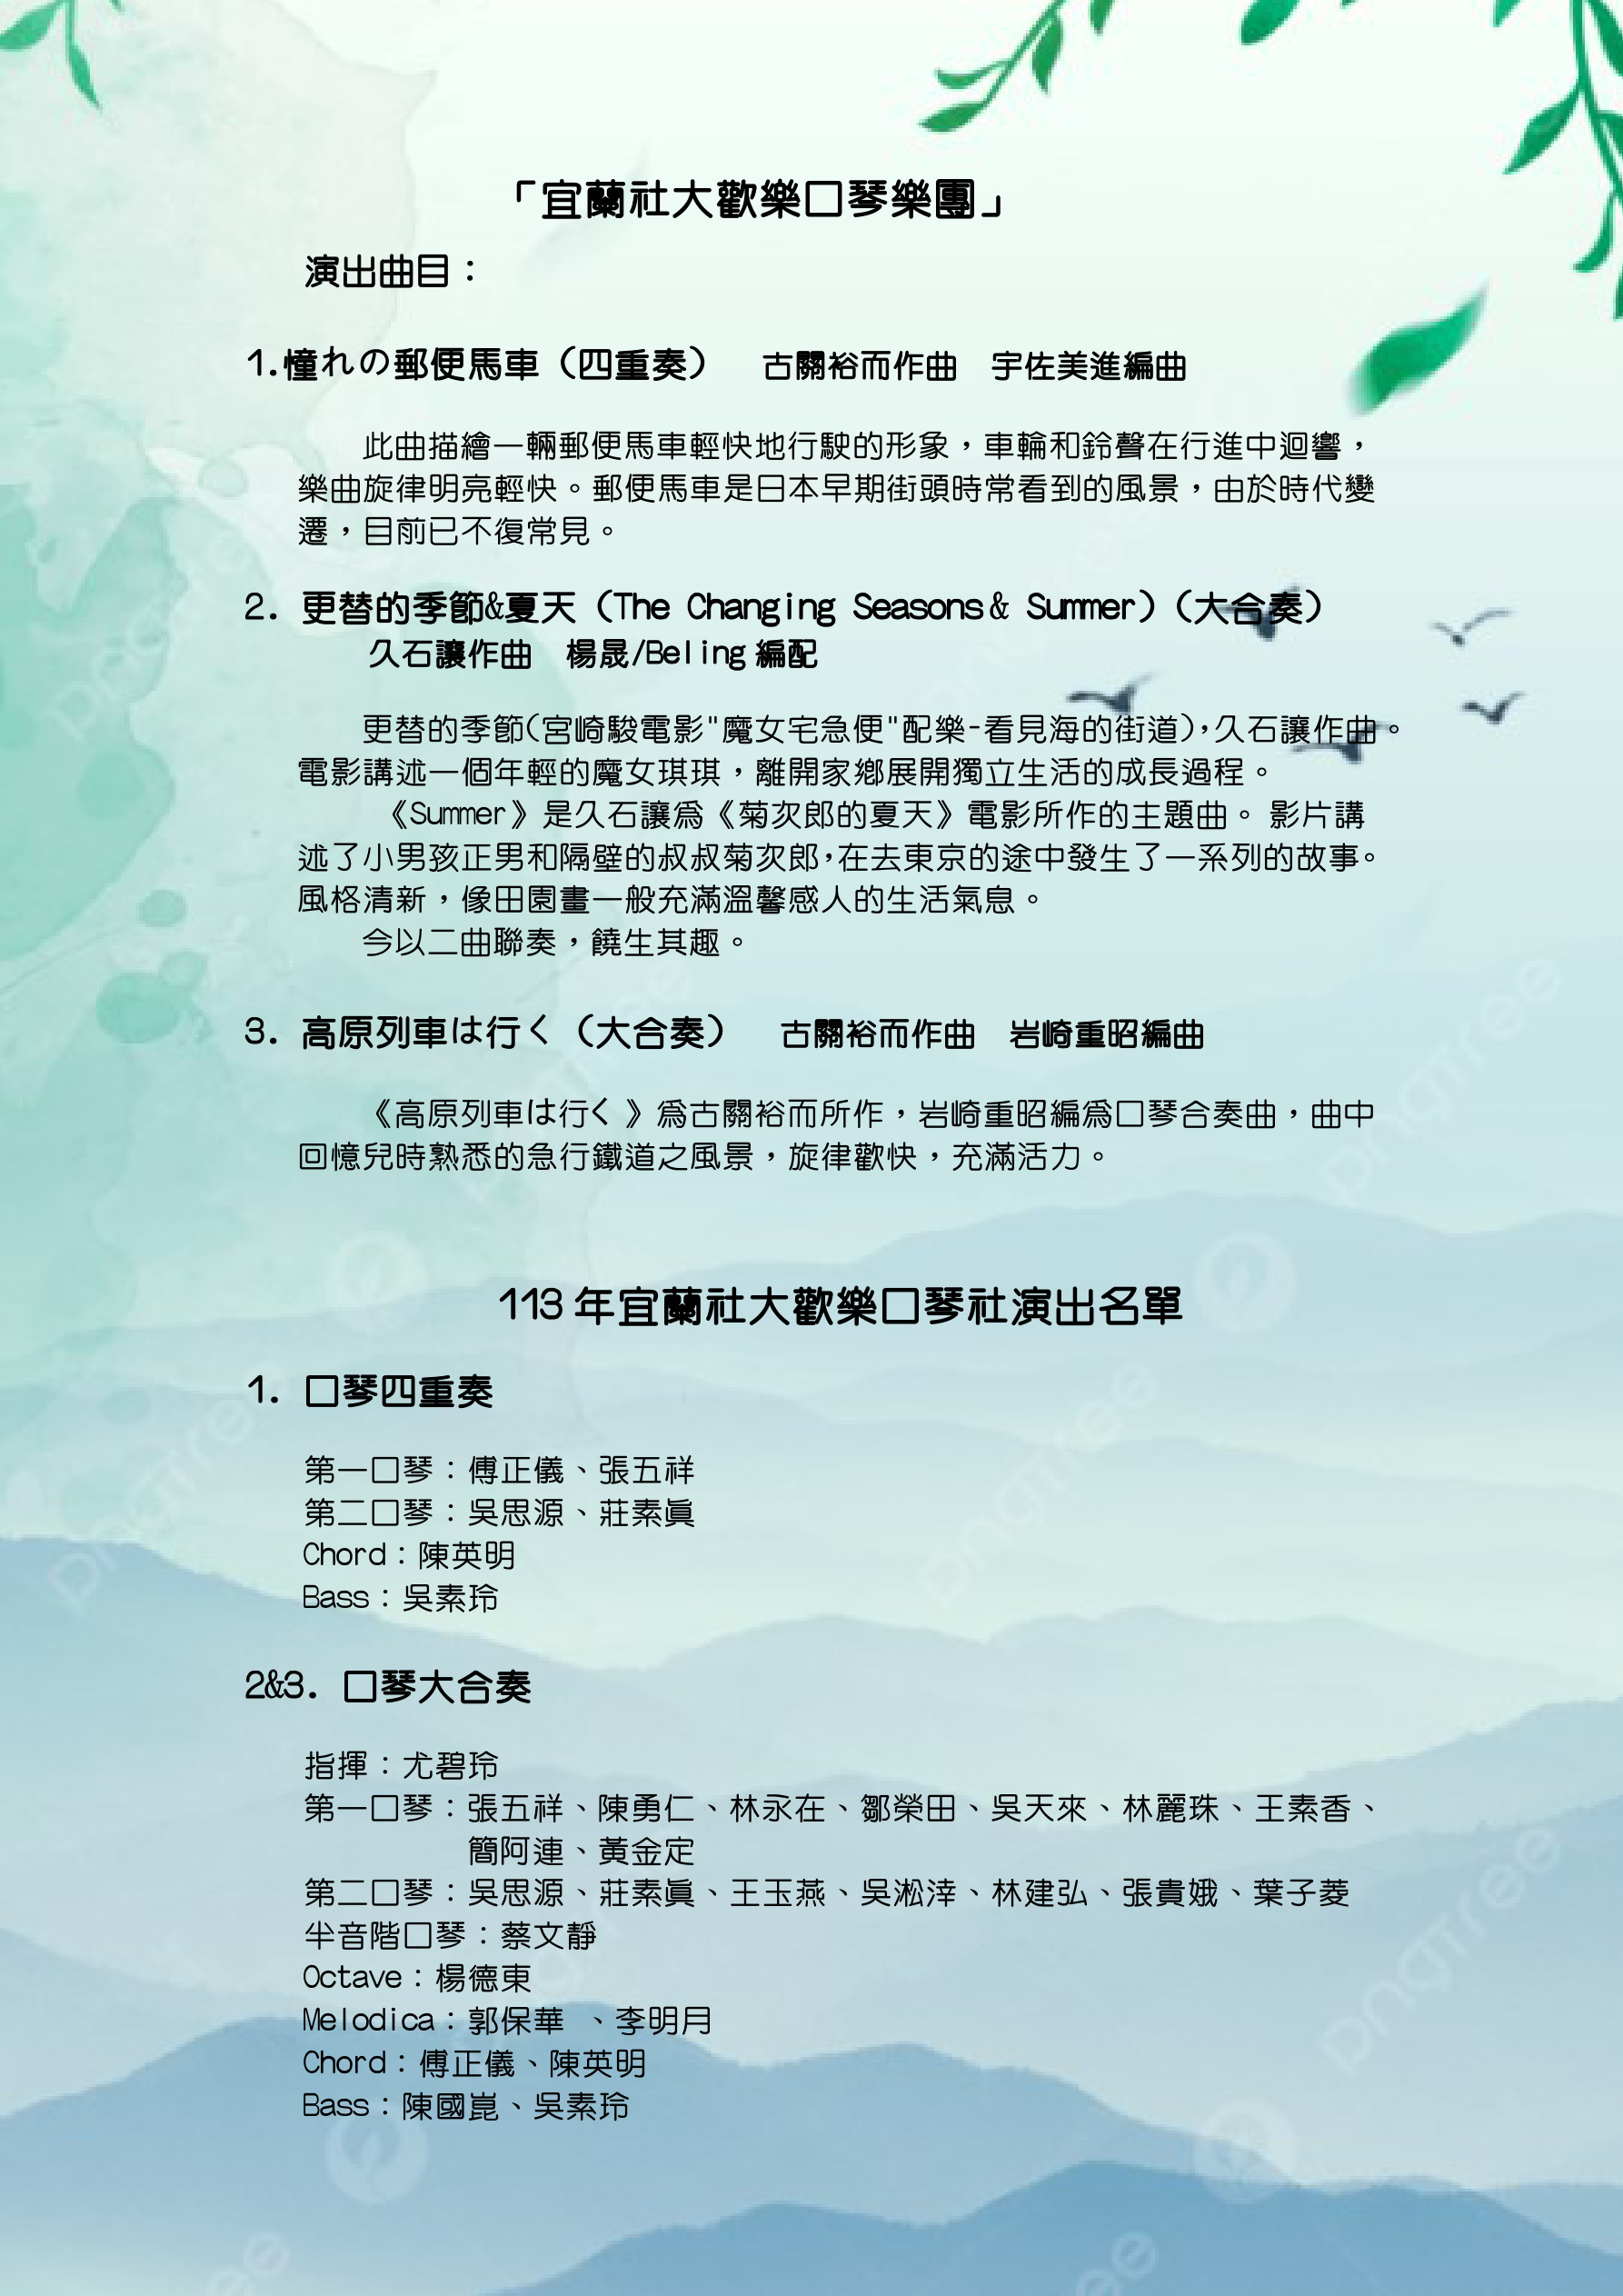 「宜蘭社大歡樂口琴樂團」
演出曲目：
1.憧れの郵便馬車（四重奏）　古關裕而作曲　宇佐美進編曲
此曲描繪一輛郵便馬車輕快地行駛的形象，車輪和鈴聲在行進中迴響，
樂曲旋律明亮輕快。郵便馬車是日本早期街頭時常看到的風景，由於時代變
遷，目前已不復常見。
2. 更替的季節&夏天（The Changing Seasons& Summer）（大合奏）
久石讓作曲　楊晟/Beling 編配
更替的季節(宮崎駿電影"魔女宅急便"配樂-看見海的街道)，久石讓作曲。
電影講述一個年輕的魔女琪琪，離開家鄉展開獨立生活的成長過程。
《Summer》是久石讓為《菊次郎的夏天》電影所作的主題曲。 影片講
述了小男孩正男和隔壁的叔叔菊次郎，在去東京的途中發生了一系列的故事。
風格清新，像田園畫一般充滿溫馨感人的生活氣息。
今以二曲聯奏，饒生其趣。
3. 高原列車は行く（大合奏）　古關裕而作曲　岩崎重昭編曲
《高原列車は行く》為古關裕而所作，岩崎重昭編為口琴合奏曲，曲中
回憶兒時熟悉的急行鐵道之風景，旋律歡快，充滿活力。
113 年宜蘭社大歡樂口琴社演出名單
1. 口琴四重奏
第一口琴：傅正儀、張五祥
第二口琴：吳思源、莊素眞
Chord：陳英明
Bass：吳素玲
2&3. 口琴大合奏
指揮：尤碧玲
第一口琴：張五祥、陳勇仁、林永在、鄒榮田、吳天來、林麗珠、王素香、
簡阿連、黃金定
第二口琴：吳思源、莊素眞、王玉燕、吳淞涬、林建弘、張貴娥、葉子菱
半音階口琴：蔡文靜
Octave：楊德東
Melodica：郭保華 、李明月
Chord：傅正儀、陳英明
Bass：陳國崑、吳素玲